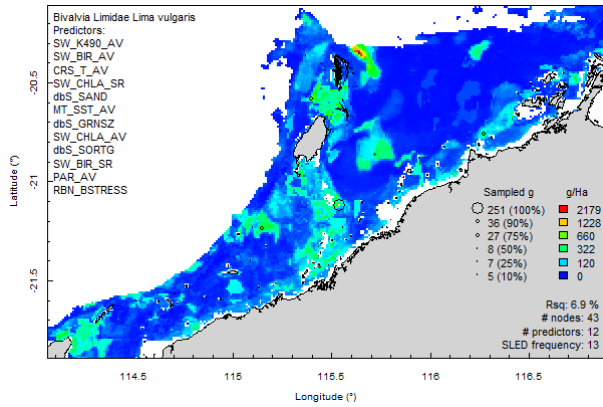 Bivalvia Limidae Lima vulgaris
Predictors:
SW_K490_AV
SW_BIR_AV
CRS_T_AV
SW_CHLA_SR
dbS_SAND
MT_SST_AV
dbS_GRNSZ
SW_CHLA_AV
dbS_SORTG
SW_BIR_SR
PAR_AV
RBN_BSTRESS
20.5
-21
-21.5
Latitude (°)
Sampled g g/Ha
251 (100%) 2179
36 (90%) 1228
27 (75%) 660
8 (50%) 322
7 (25%) 120
5 (10%) 0
Rsq: 6.9 %
# nodes: 43
# predictors: 12
SLED frequency: 13
114.5 115 115.5 116 116.5
Longitude (°)